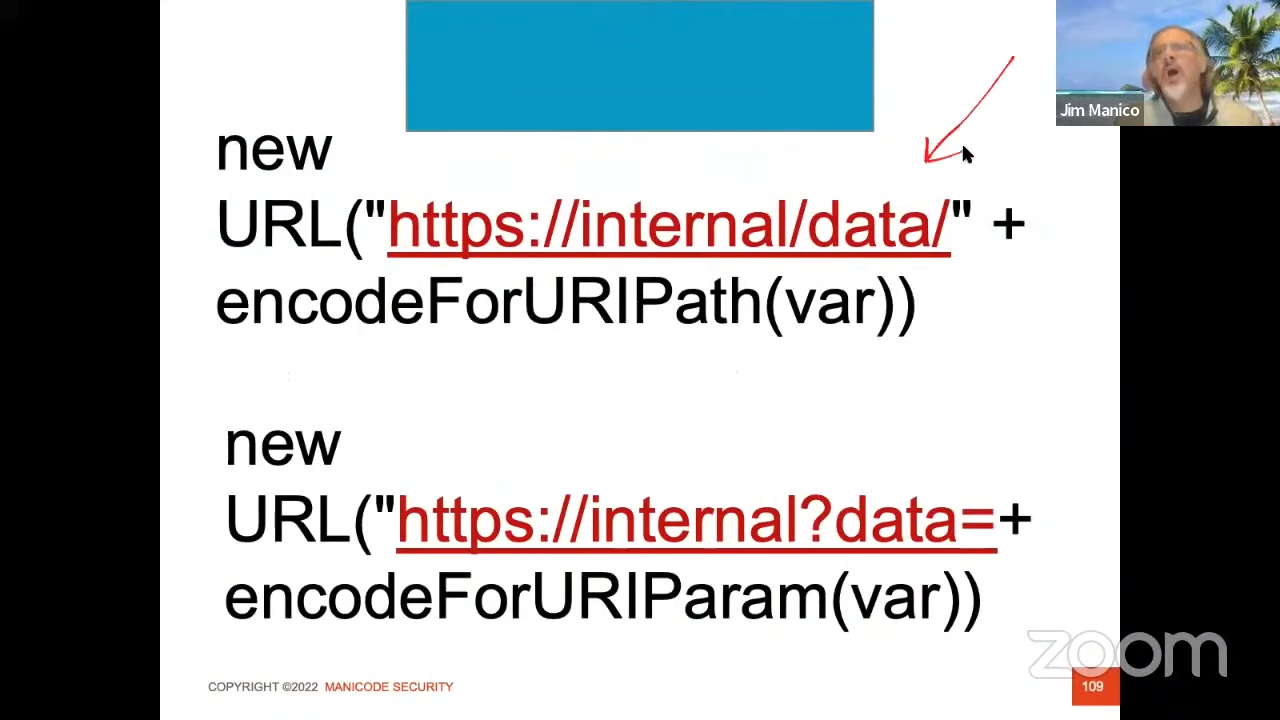 Jim Manico
new
URL("https://internal/data/" +
encodeForURIPath(var))
new
URL("https://internal?data=+
encodeForURIParam(var))
zoom
COPYRIGHT ©2022 MANICODE SECURITY
109